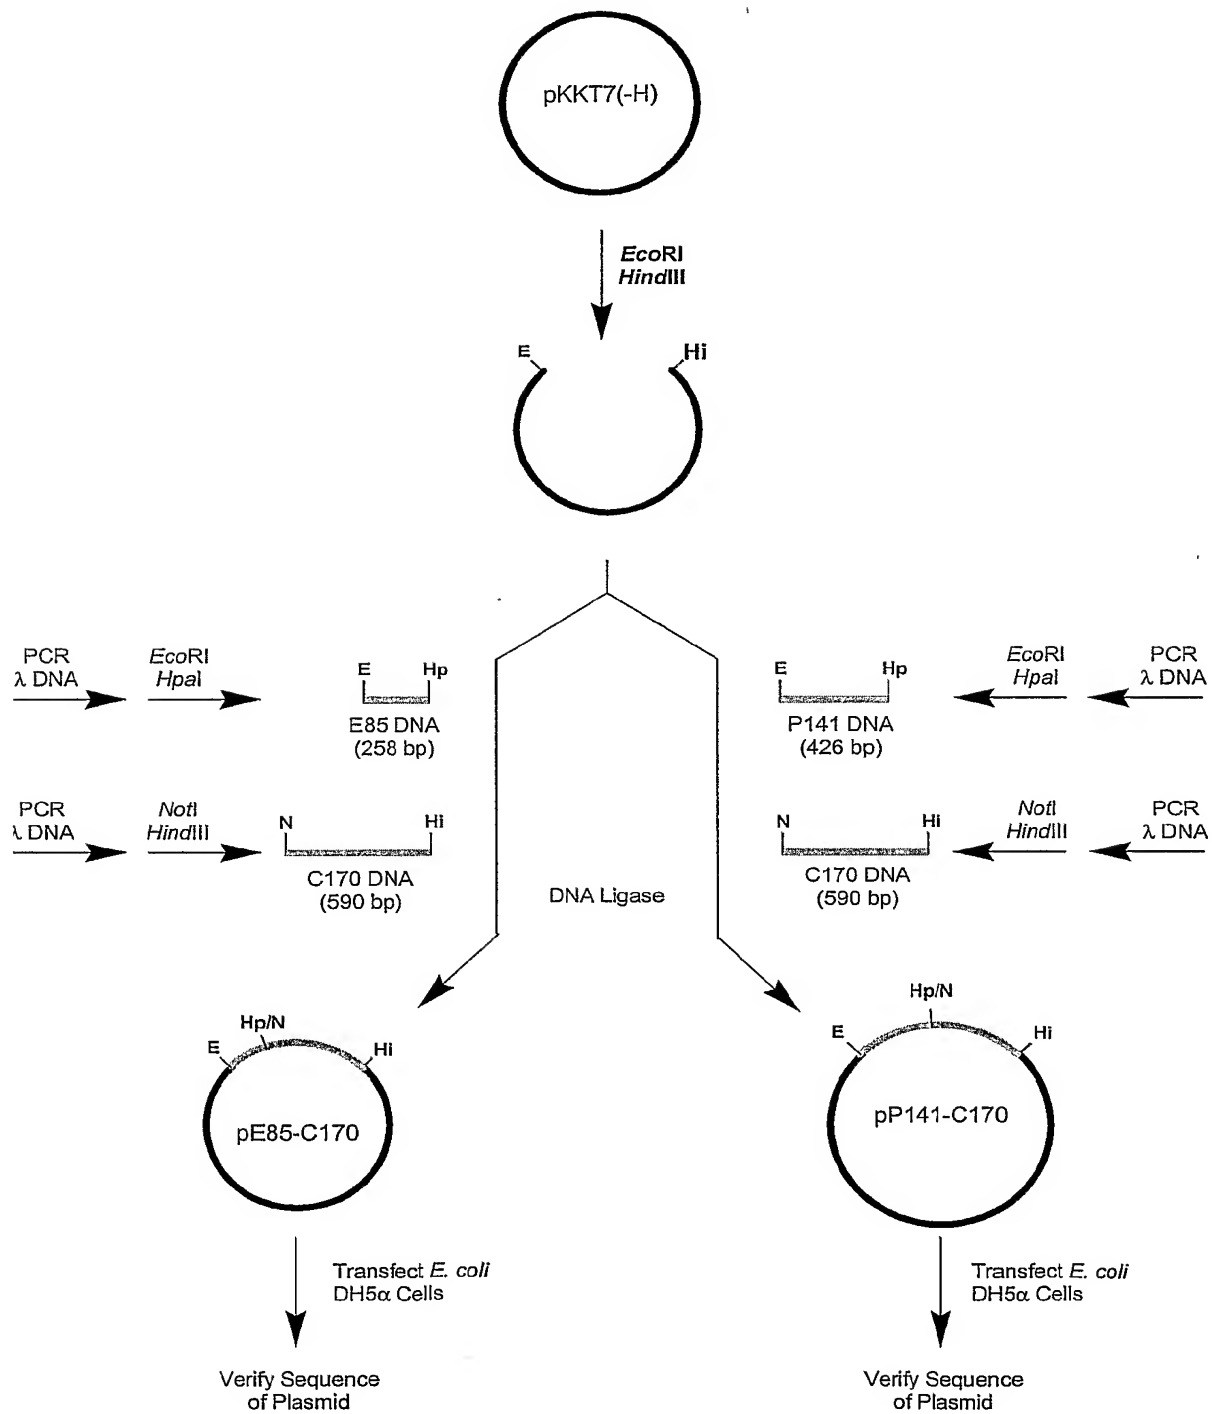 pKKT7(-H)
EcoRI
HindIII
E
Hi
PCR
λ DNA
EcoRI
HpaI
E
Hp
E85 DNA
(258 bp)
E
Hp
P141 DNA
(426 bp)
EcoRI
HpaI
PCR
λ DNA
PCR
λ DNA
NotI
HindIII
N
Hi
C170 DNA
(590 bp)
DNA Ligase
N
Hi
C170 DNA
(590 bp)
NotI
HindIII
PCR
λ DNA
E
Hp/N
Hi
pE85-C170
E
Hp/N
Hi
pP141-C170
Transfect E. coli
DH5α Cells
Transfect E. coli
DH5α Cells
Verify Sequence
of Plasmid
Verify Sequence
of Plasmid